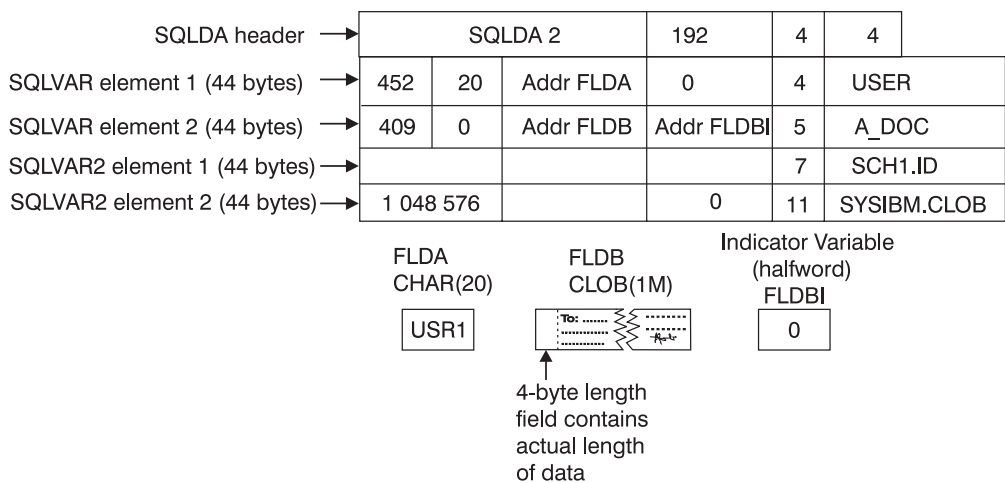 SQLDA header SQLDA 2 192 4 4
SQLVAR element 1 (44 bytes) 452 20 Addr FLDA 0 4 USER
SQLVAR element 2 (44 bytes) 409 0 Addr FLDB Addr FLDBI 5 A_DOC
SQLVAR2 element 1 (44 bytes) 7 SCH1.ID
SQLVAR2 element 2 (44 bytes) 1 048 576 0 11 SYSIBM.CLOB
FLDA
CHAR(20)
USR1
FLDB
CLOB(1M)
To:
Indicator Variable
(halfword)
FLDBI
0
4-byte length
field contains
actual length
of data